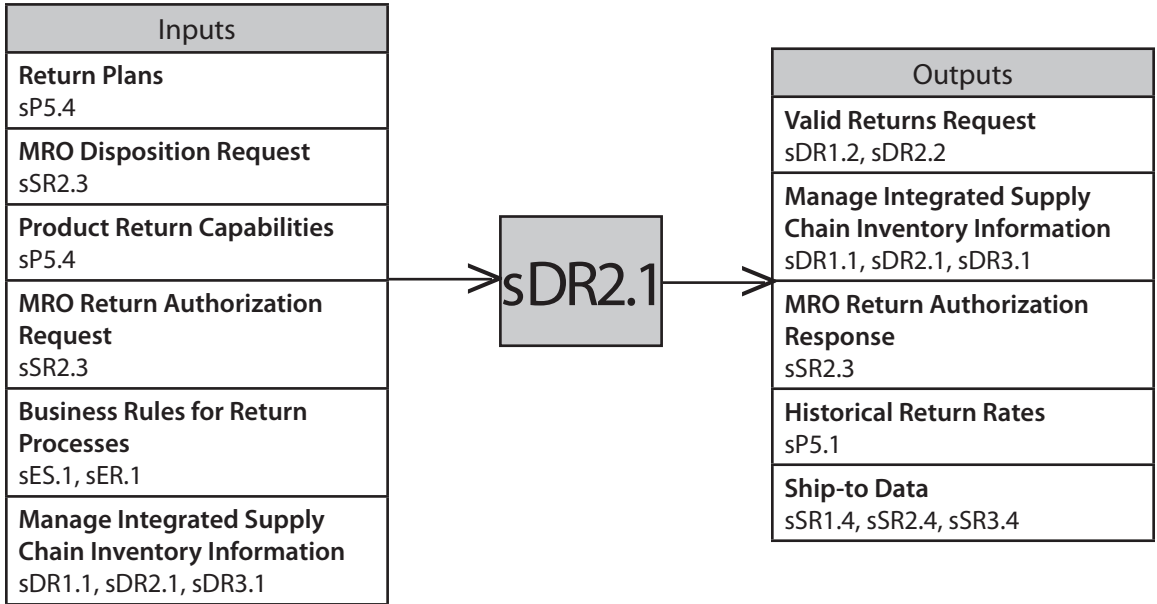 Inputs
Return Plans
sP5.4
MRO Disposition Request
sSR2.3
Product Return Capabilities
sP5.4
MRO Return Authorization
Request
sSR2.3
Business Rules for Return
Processes
sES.1, sER.1
Manage Integrated Supply
Chain Inventory Information
sDR1.1, sDR2.1, sDR3.1
sDR2.1
Outputs
Valid Returns Request
sDR1.2, sDR2.2
Manage Integrated Supply
Chain Inventory Information
sDR1.1, sDR2.1, sDR3.1
MRO Return Authorization
Response
sSR2.3
Historical Return Rates
sP5.1
Ship-to Data
sSR1.4, sSR2.4, sSR3.4